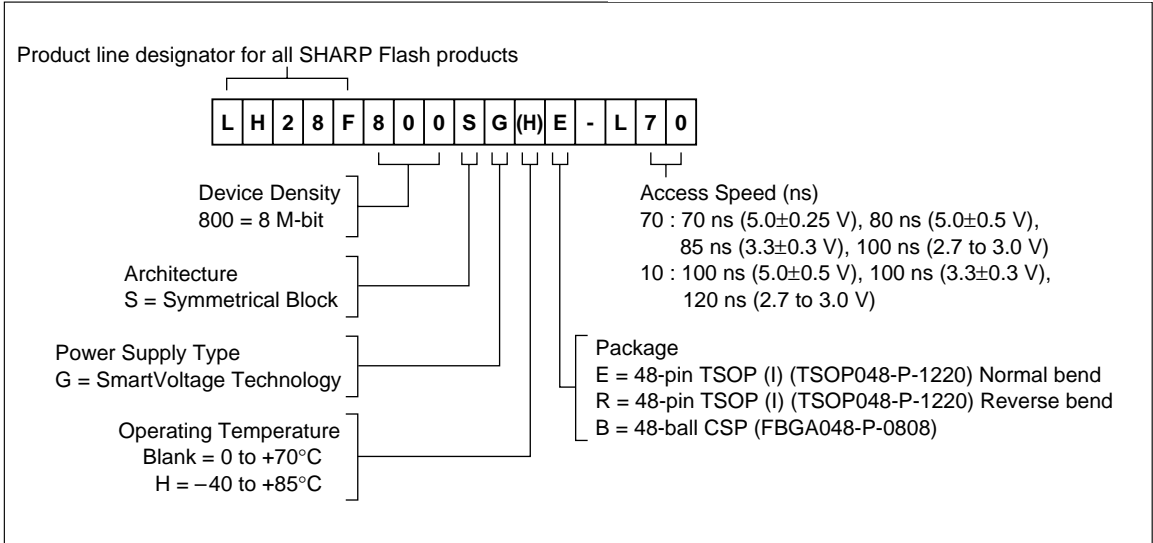 Product line designator for all SHARP Flash products
L H 2 8 F 8 0 0 S G (H) E - L 7 0
Device Density
800 = 8 M-bit
Architecture
S = Symmetrical Block
Power Supply Type
G = SmartVoltage Technology
Operating Temperature
Blank = 0 to +70°C
H = −40 to +85°C
Access Speed (ns)
70 : 70 ns (5.0±0.25 V), 80 ns (5.0±0.5 V),
85 ns (3.3±0.3 V), 100 ns (2.7 to 3.0 V)
10 : 100 ns (5.0±0.5 V), 100 ns (3.3±0.3 V),
120 ns (2.7 to 3.0 V)
Package
E = 48-pin TSOP (I) (TSOP048-P-1220) Normal bend
R = 48-pin TSOP (I) (TSOP048-P-1220) Reverse bend
B = 48-ball CSP (FBGA048-P-0808)